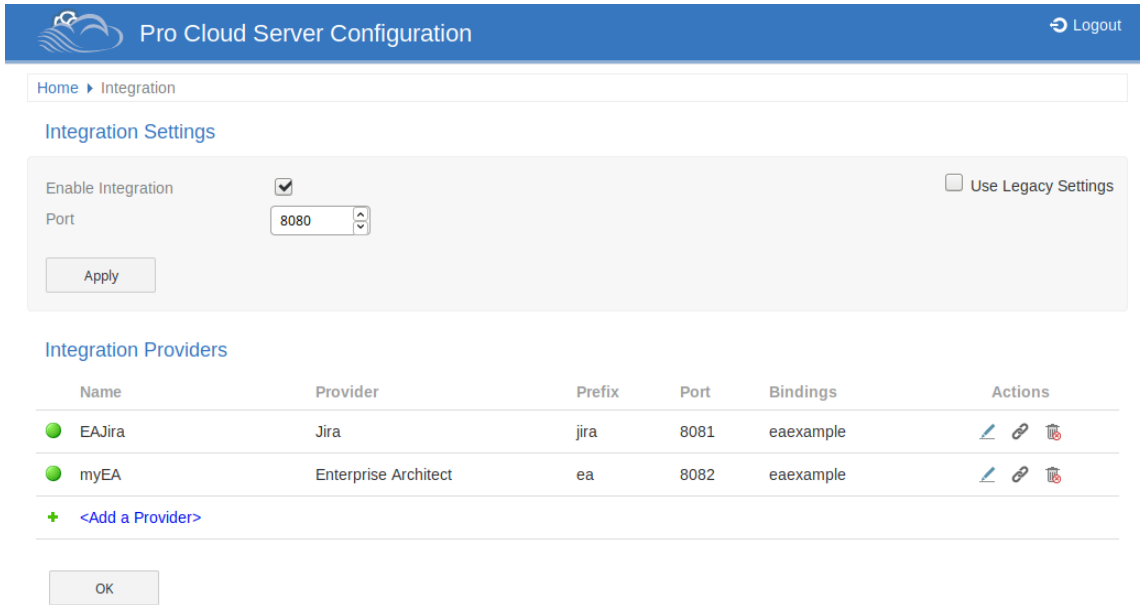 Pro Cloud Server Configuration
Logout
Home Integration
Integration Settings
Enable Integration
Use Legacy Settings
Port 8080
Apply
Integration Providers
Name Provider Prefix Port Bindings Actions
EAJira Jira jira 8081 eaexample
myEA Enterprise Architect ea 8082 eaexample
<Add a Provider>
OK